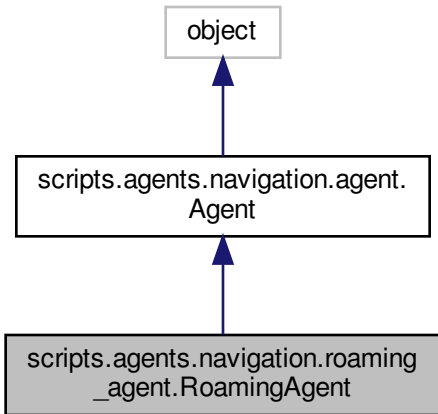 object
scripts.agents.navigation.agent.
Agent
scripts.agents.navigation.roaming
_agent.RoamingAgent